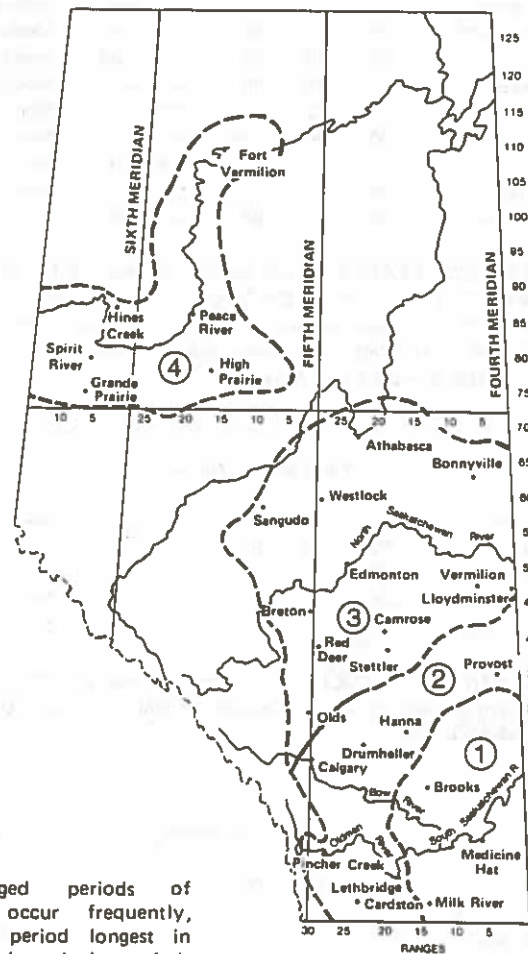 125
120
115
110
105
100
95
90
85
80
75
70
65
60
SIXTH MERIDIAN
FIFTH MERIDIAN
FOURTH MERIDIAN
Fort
Vermilion
Hines
Creek
Peace
River
Spirit
River
4
High
Prairie
Grande
Prairie
10 5 25 20 15 10 5 25 20 15 10 5
Athabasca
Bonnyville
Westlock
Sangudo
North
Saskatchewan
River
Edmonton
Vermilion
Lloydminster
Breton
3
Camrose
Red
Deer
Stettler
2
Provost
Olds
Hanna
1
Drumheller
Calgary
Bow
River
Brooks
South Saskatchewan R
Oldman
River
Pincher Creek
Medicine
Hat
Lethbridge
Cardston
Milk River
30 25 20 15 10 5
RANGES
ged periods of
occur frequently,
period longest in